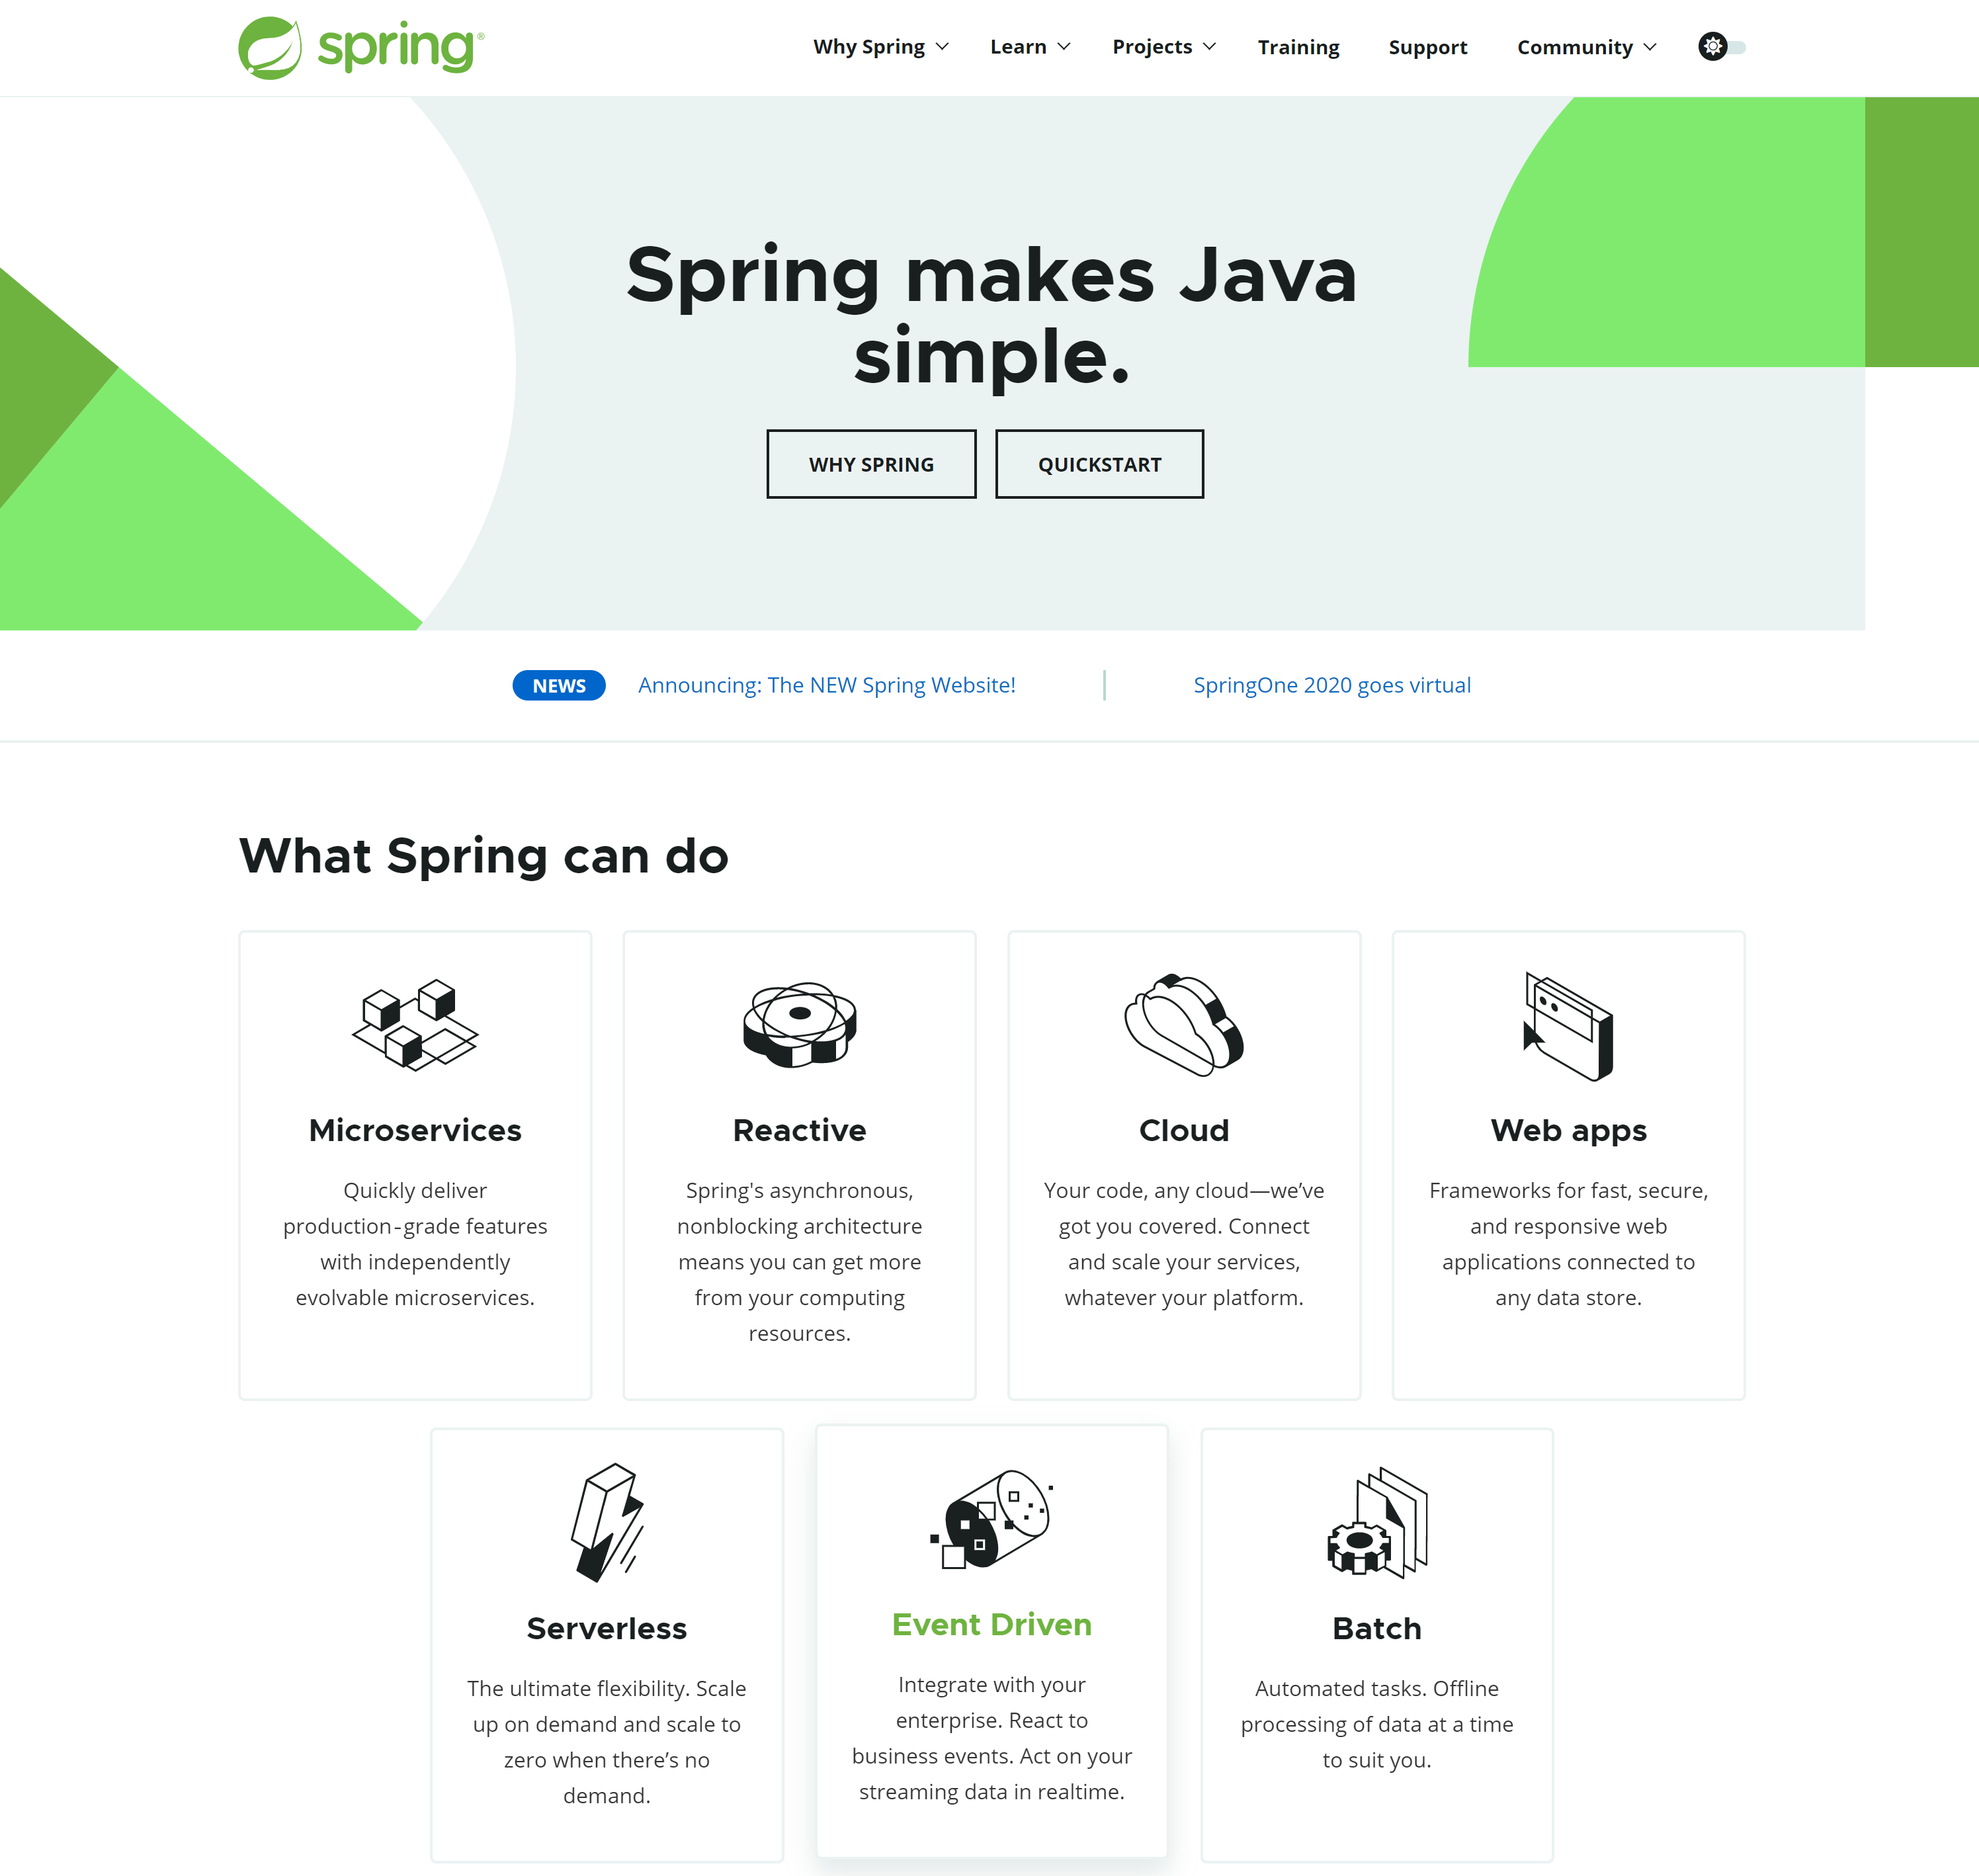 spring®
Why Spring
Learn
Projects
Training
Support
Community
Spring makes Java
simple.
WHY SPRING
QUICKSTART
NEWS
Announcing: The NEW Spring Website!
SpringOne 2020 goes virtual
What Spring can do
Microservices
Quickly deliver
production-grade features
with independently
evolvable microservices.
Reactive
Spring's asynchronous,
nonblocking architecture
means you can get more
from your computing
resources.
Cloud
Your code, any cloud—we’ve
got you covered. Connect
and scale your services,
whatever your platform.
Web apps
Frameworks for fast, secure,
and responsive web
applications connected to
any data store.
Serverless
The ultimate flexibility. Scale
up on demand and scale to
zero when there’s no
demand.
Event Driven
Integrate with your
enterprise. React to
business events. Act on your
streaming data in realtime.
Batch
Automated tasks. Offline
processing of data at a time
to suit you.